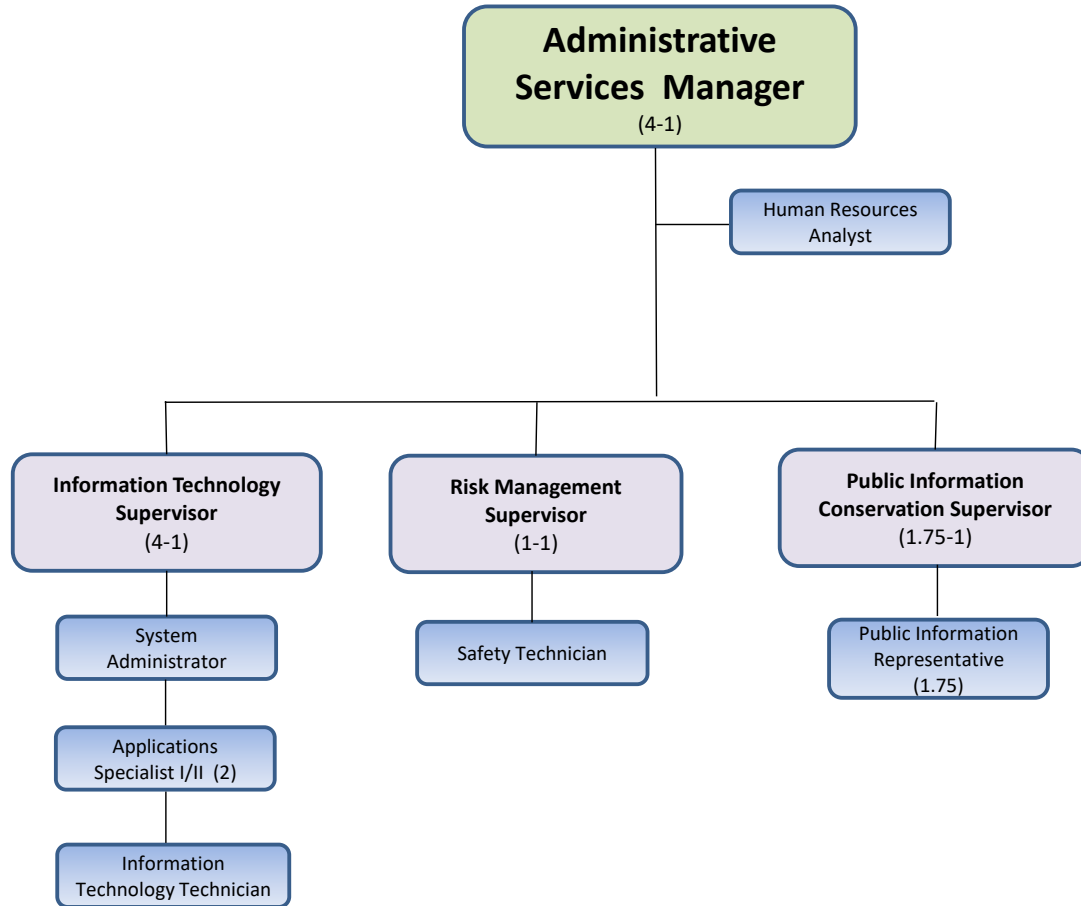 Administrative
Services Manager
(4-1)
Human Resources
Analyst
Information Technology
Supervisor
(4-1)
Risk Management
Supervisor
(1-1)
Public Information
Conservation Supervisor
(1.75-1)
System
Administrator
Safety Technician
Public Information
Representative
(1.75)
Applications
Specialist I/II (2)
Information
Technology Technician